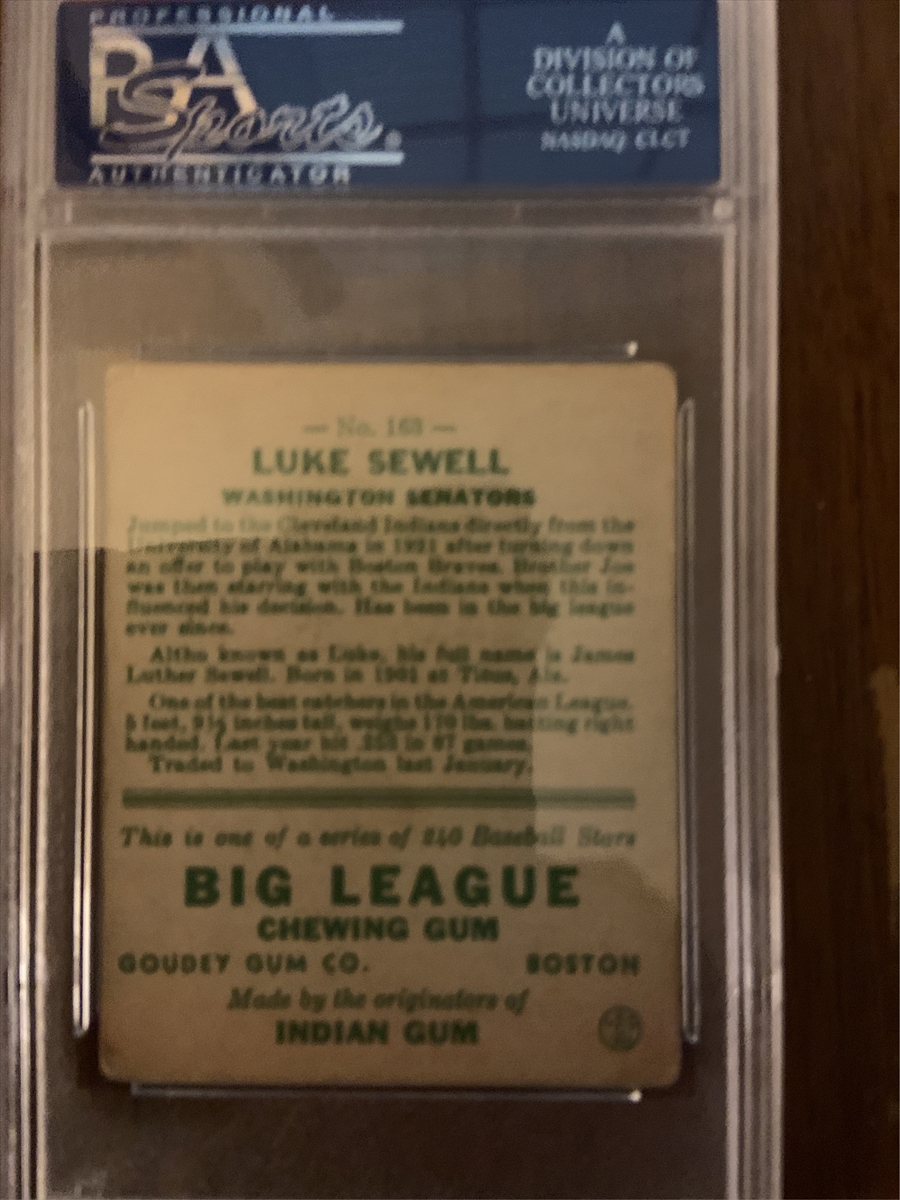 PROFESSIONAL
PSA
Sports®
AUTHENTICATOR
A
DIVISION OF
COLLECTORS
UNIVERSE
NASDAQ CLCT
— No. 163 —
LUKE SEWELL
WASHINGTON SENATORS
Jumped to the Cleveland Indians directly from the
University of Alabama in 1921 after turning down
an offer to play with Boston Braves. Brother Joe
was then starring with the Indians when this in-
fluenced his decision. Has been in the big league
ever since.
Altho known as Luke, his full name is James
Luther Sewell. Born in 1901 at Titus, Ala.
One of the best catchers in the American League.
5 feet, 9½ inches tall, weighs 170 lbs. batting right
handed. Last year hit .253 in 87 games.
Traded to Washington last January.
This is one of a series of 240 Baseball Stars
BIG LEAGUE
CHEWING GUM
GOUDEY GUM CO. BOSTON
Made by the originators of
INDIAN GUM